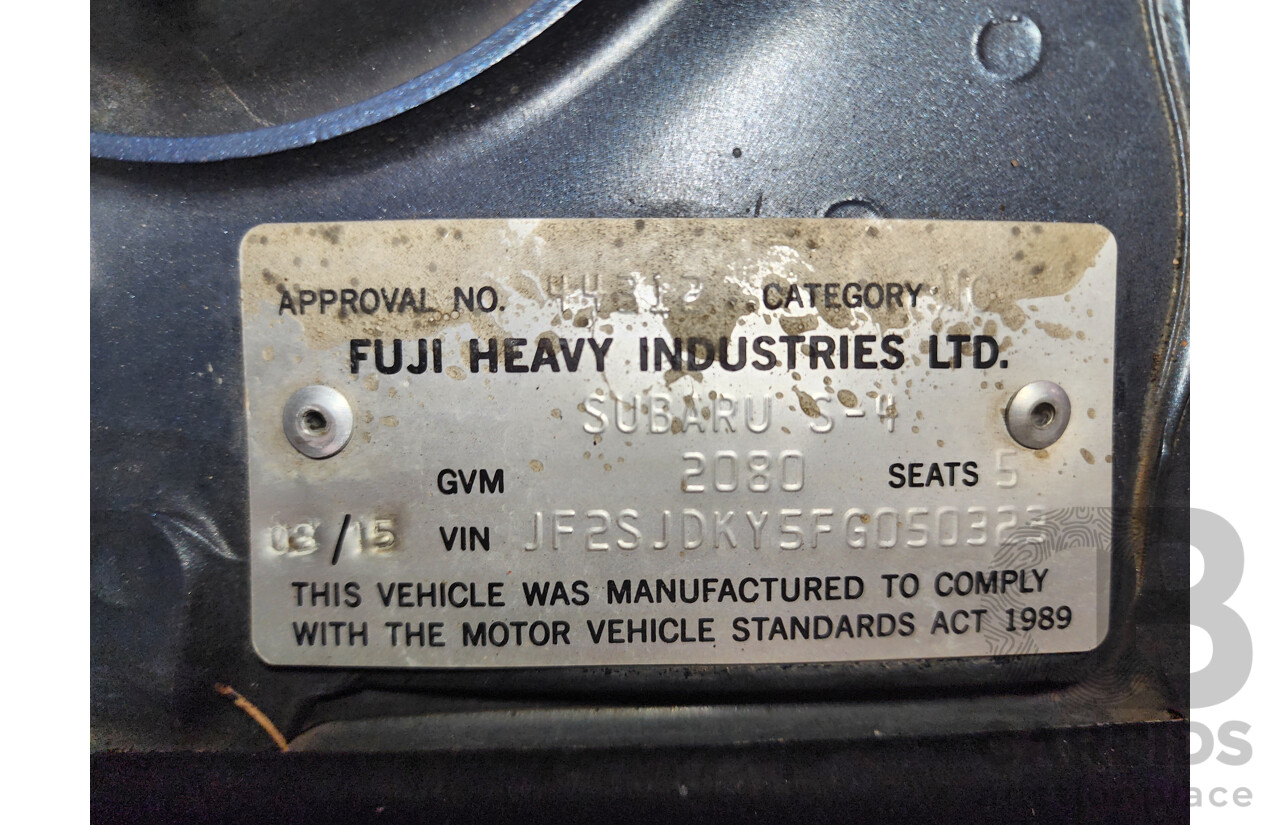 APPROVAL NO. CATEGORY
FUJI HEAVY INDUSTRIES LTD.
SUBARU S-4
GVM 2080 SEATS 5
03/15 VIN JF2SJDKY5FG050323
THIS VEHICLE WAS MANUFACTURED TO COMPLY
WITH THE MOTOR VEHICLE STANDARDS ACT 1989